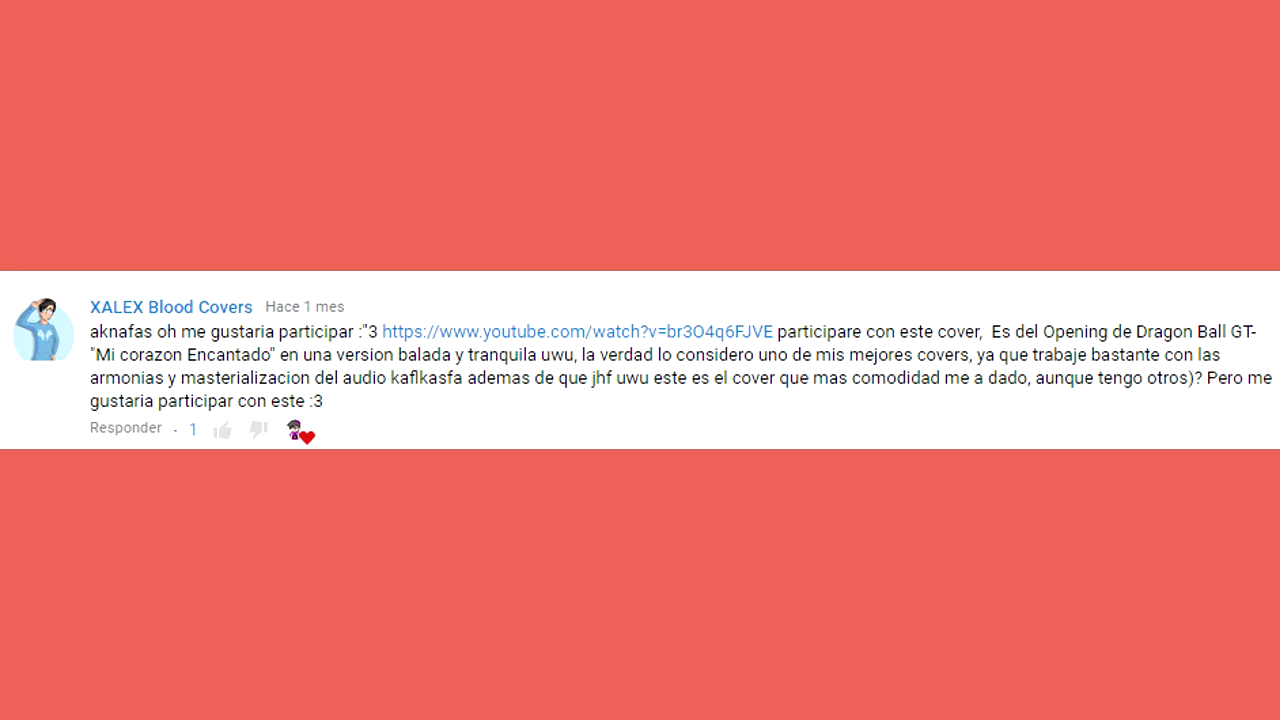 XALEX Blood Covers Hace 1 mes
aknafas oh me gustaria participar :"3 https://www.youtube.com/watch?v=br3O4q6FJVE participare con este cover,  Es del Opening de Dragon Ball GT-
"Mi corazon Encantado" en una version balada y tranquila uwu, la verdad lo considero uno de mis mejores covers, ya que trabaje bastante con las
armonias y masterializacion del audio kaflkasfa ademas de que jhf uwu este es el cover que mas comodidad me a dado, aunque tengo otros)? Pero me
gustaria participar con este :3
Responder . 1